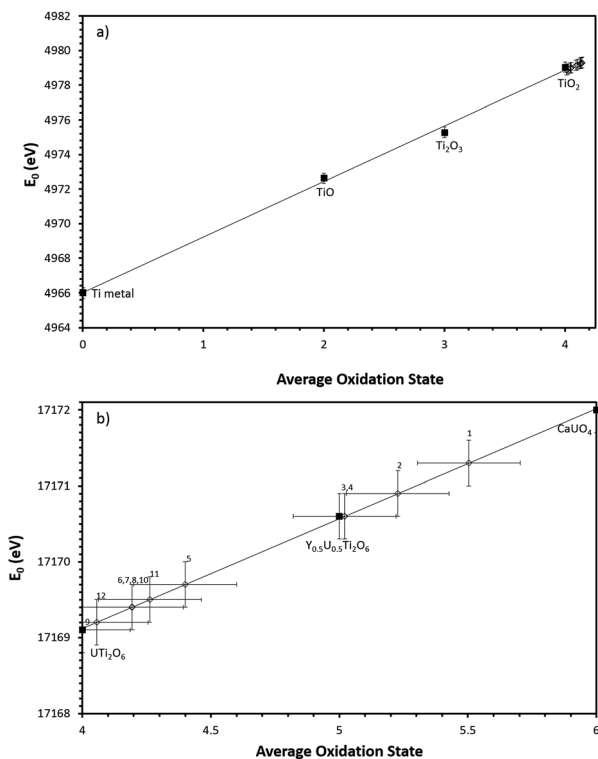 a)
4982
4980
4978
4976
4974
4972
4970
4968
4966
4964
E₀ (eV)
TiO₂
Ti₂O₃
TiO
Ti metal
0
1
2
3
4
Average Oxidation State
b)
17172
17171
17170
17169
17168
E₀ (eV)
CaUO₄
1
2
3,4
Y₀.₅U₀.₅Ti₂O₆
5
11
6,7,8,10
12
9
UTi₂O₆
4
4.5
5
5.5
6
Average Oxidation State